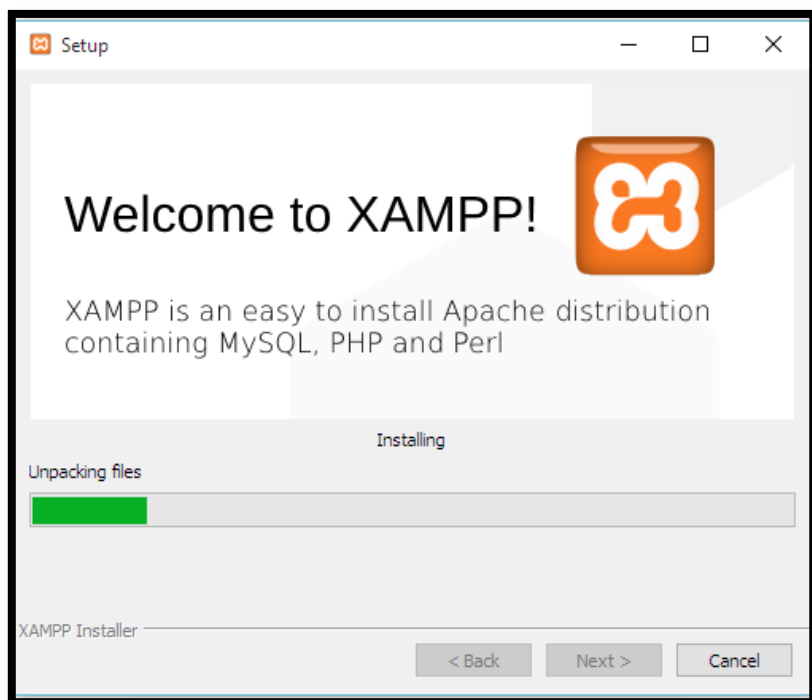 Setup
Welcome to XAMPP!
XAMPP is an easy to install Apache distribution
containing MySQL, PHP and Perl
Installing
Unpacking files
XAMPP Installer
< Back
Next >
Cancel